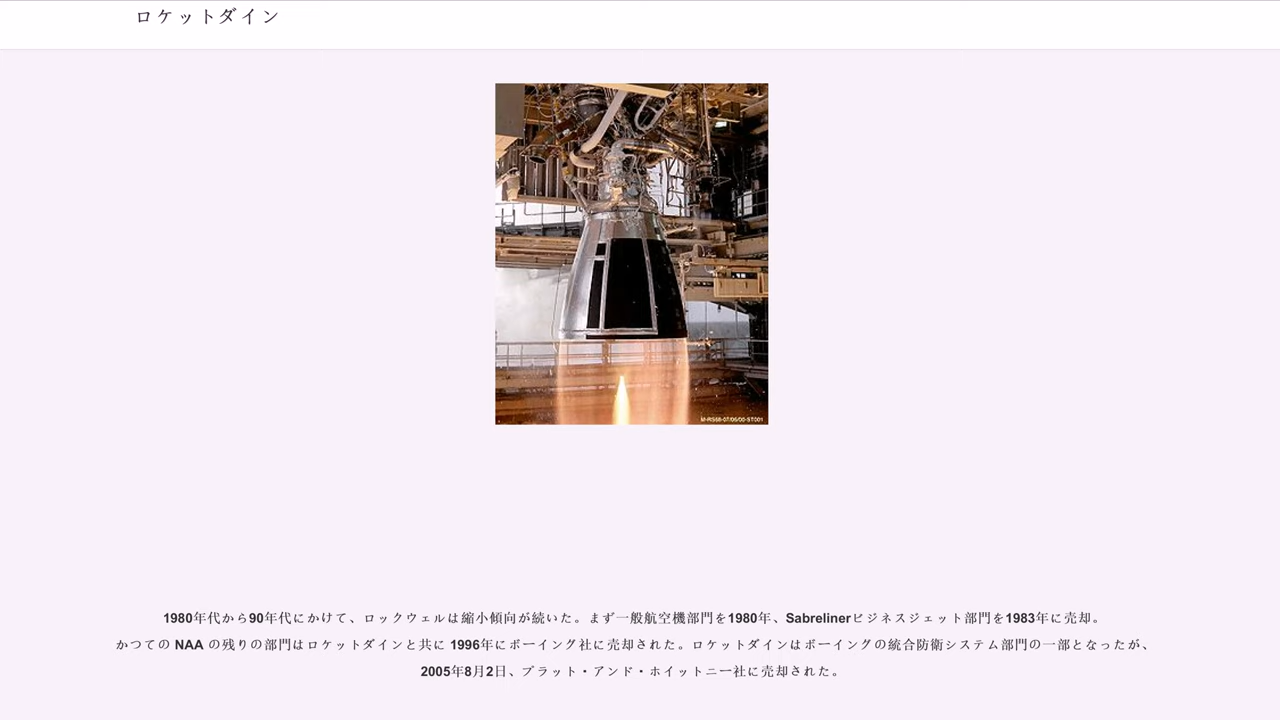 ロケットダイン
M-RS68-07/06/00-ST001
1980年代から90年代にかけて、ロックウェルは縮小傾向が続いた。まず一般航空機部門を1980年、Sabrelinerビジネスジェット部門を1983年に売却。
かつての NAA の残りの部門はロケットダインと共に 1996年にボーイング社に売却された。ロケットダインはボーイングの統合防衛システム部門の一部となったが、
2005年8月2日、プラット・アンド・ホイットニー社に売却された。